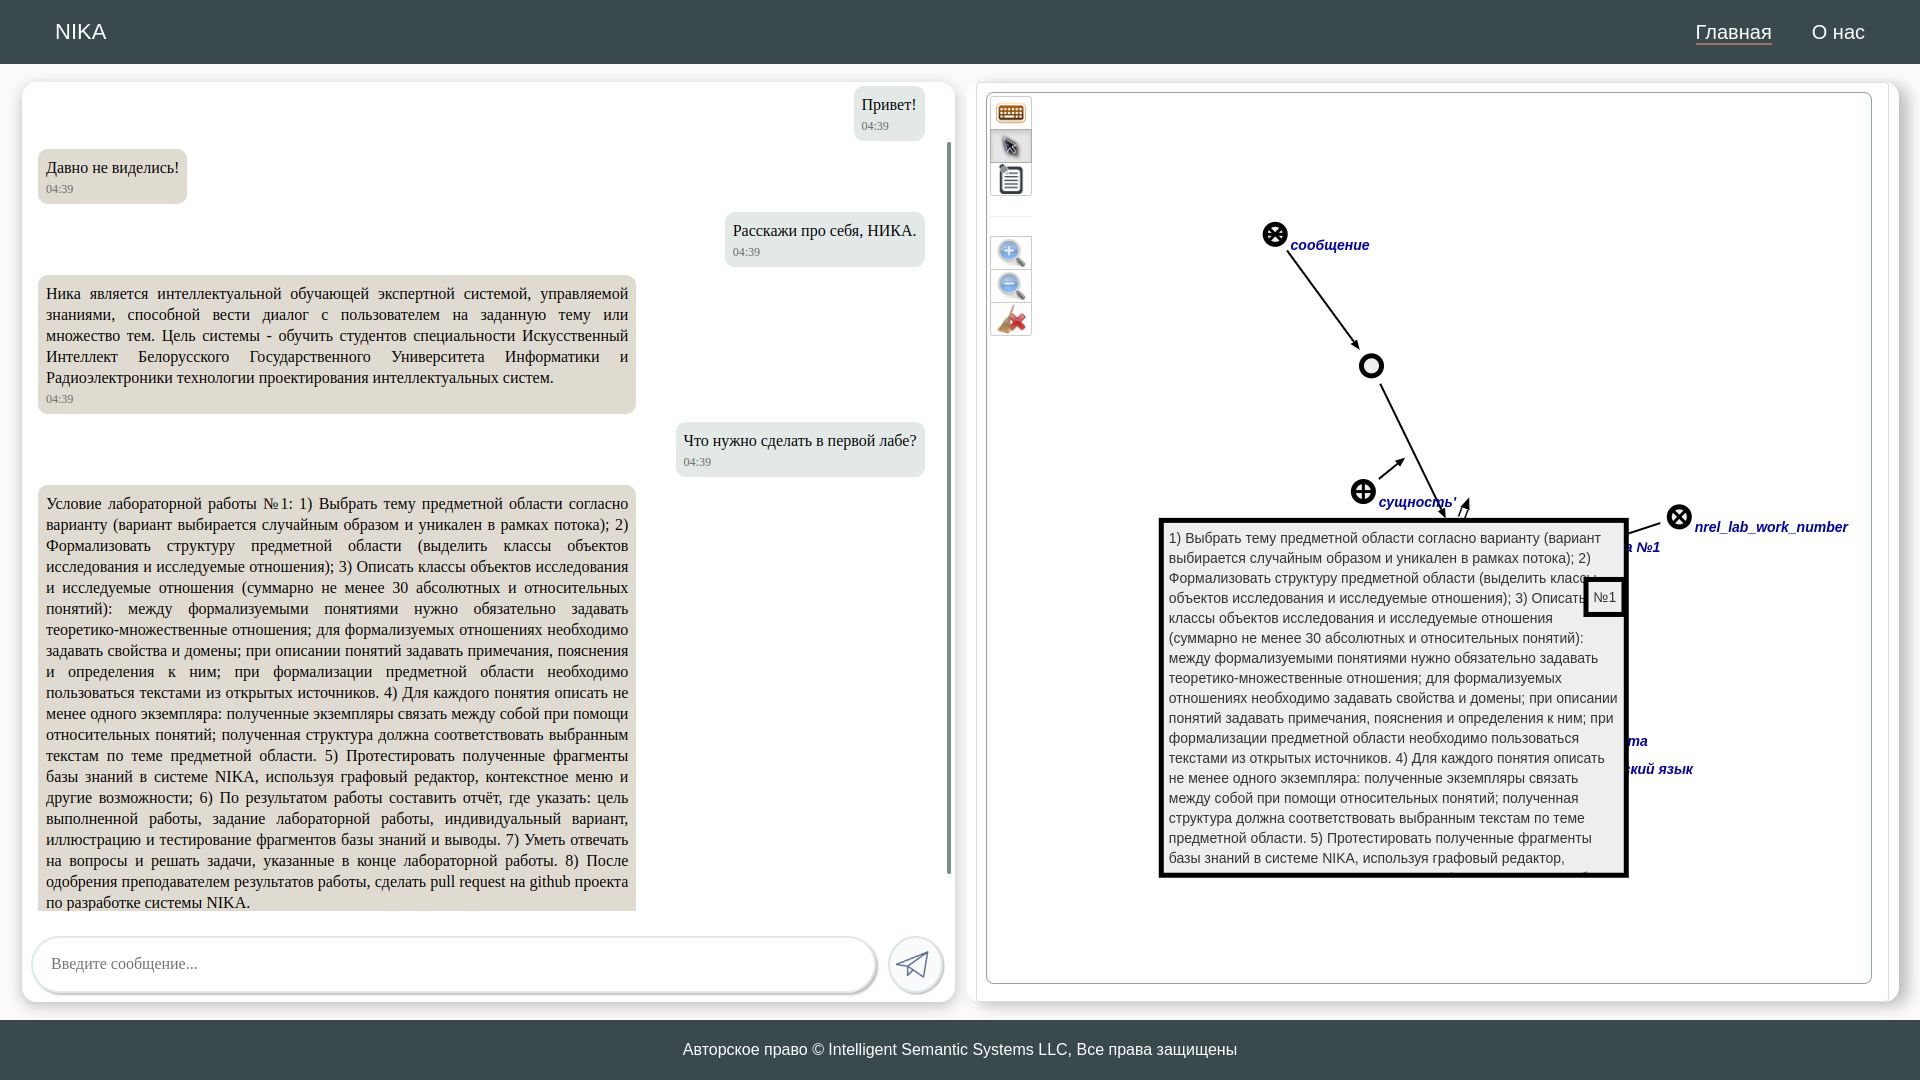 NIKA
Главная
О нас
Привет!
04:39
Давно не виделись!
04:39
Расскажи про себя, НИКА.
04:39
Ника является интеллектуальной обучающей экспертной системой, управляемой
знаниями, способной вести диалог с пользователем на заданную тему или
множество тем. Цель системы - обучить студентов специальности Искусственный
Интеллект Белорусского Государственного Университета Информатики и
Радиоэлектроники технологии проектирования интеллектуальных систем.
04:39
Что нужно сделать в первой лабе?
04:39
Условие лабораторной работы №1: 1) Выбрать тему предметной области согласно
варианту (вариант выбирается случайным образом и уникален в рамках потока); 2)
Формализовать структуру предметной области (выделить классы объектов
исследования и исследуемые отношения); 3) Описать классы объектов исследования
и исследуемые отношения (суммарно не менее 30 абсолютных и относительных
понятий): между формализуемыми понятиями нужно обязательно задавать
теоретико-множественные отношения; для формализуемых отношениях необходимо
задавать свойства и домены; при описании понятий задавать примечания, пояснения
и определения к ним; при формализации предметной области необходимо
пользоваться текстами из открытых источников. 4) Для каждого понятия описать не
менее одного экземпляра: полученные экземпляры связать между собой при помощи
относительных понятий; полученная структура должна соответствовать выбранным
текстам по теме предметной области. 5) Протестировать полученные фрагменты
базы знаний в системе NIKA, используя графовый редактор, контекстное меню и
другие возможности; 6) По результатом работы составить отчёт, где указать: цель
выполненной работы, задание лабораторной работы, индивидуальный вариант,
иллюстрацию и тестирование фрагментов базы знаний и выводы. 7) Уметь отвечать
на вопросы и решать задачи, указанные в конце лабораторной работы. 8) После
одобрения преподавателем результатов работы, сделать pull request на github проекта
по разработке системы NIKA.
Введите сообщение...
сообщение
сущность'
nrel_lab_work_number
а №1
1) Выбрать тему предметной области согласно варианту (вариант
выбирается случайным образом и уникален в рамках потока); 2)
Формализовать структуру предметной области (выделить классы
объектов исследования и исследуемые отношения); 3) Описать
№1
классы объектов исследования и исследуемые отношения
(суммарно не менее 30 абсолютных и относительных понятий):
между формализуемыми понятиями нужно обязательно задавать
теоретико-множественные отношения; для формализуемых
отношениях необходимо задавать свойства и домены; при описании
понятий задавать примечания, пояснения и определения к ним; при
формализации предметной области необходимо пользоваться
текстами из открытых источников. 4) Для каждого понятия описать
не менее одного экземпляра: полученные экземпляры связать
между собой при помощи относительных понятий; полученная
структура должна соответствовать выбранным текстам по теме
предметной области. 5) Протестировать полученные фрагменты
базы знаний в системе NIKA, используя графовый редактор,
та
ский язык
Авторское право © Intelligent Semantic Systems LLC, Все права защищены